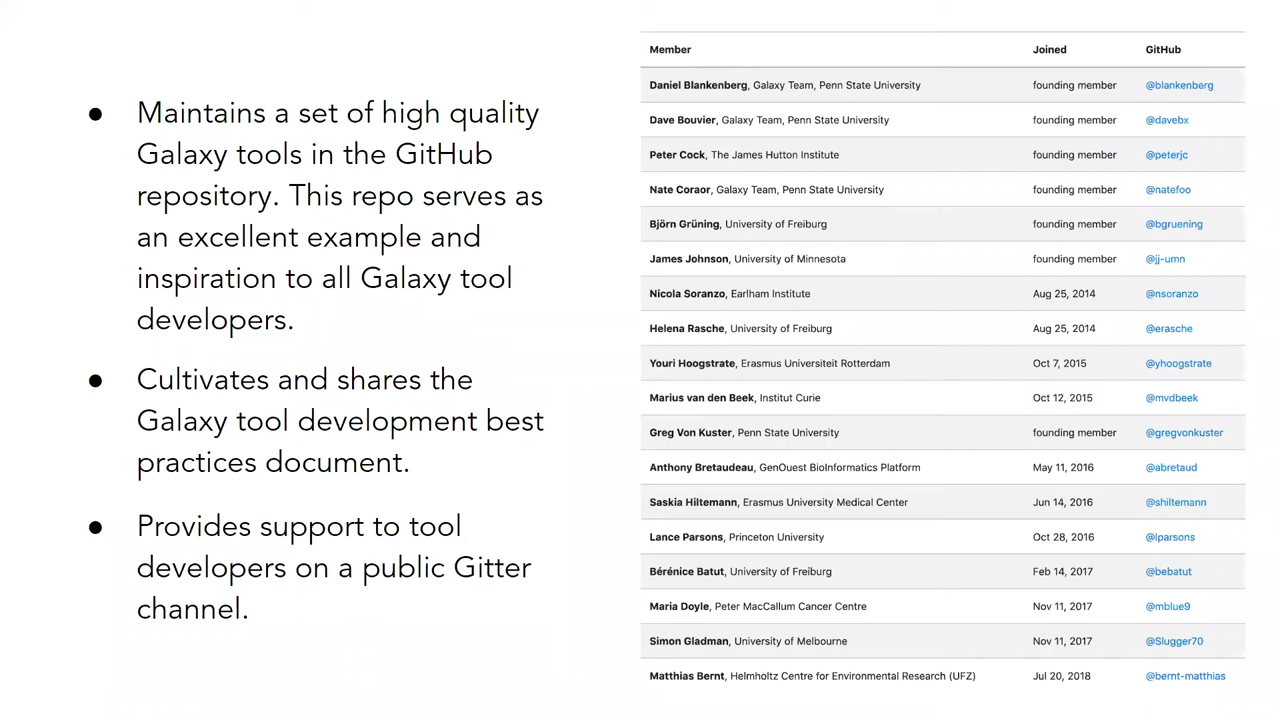 ● Maintains a set of high quality
Galaxy tools in the GitHub
repository. This repo serves as
an excellent example and
inspiration to all Galaxy tool
developers.
● Cultivates and shares the
Galaxy tool development best
practices document.
● Provides support to tool
developers on a public Gitter
channel.
Member Joined GitHub
Daniel Blankenberg, Galaxy Team, Penn State University founding member @blankenberg
Dave Bouvier, Galaxy Team, Penn State University founding member @davebx
Peter Cock, The James Hutton Institute founding member @peterjc
Nate Coraor, Galaxy Team, Penn State University founding member @natefoo
Björn Grüning, University of Freiburg founding member @bgruening
James Johnson, University of Minnesota founding member @jj-umn
Nicola Soranzo, Earlham Institute Aug 25, 2014 @nsoranzo
Helena Rasche, University of Freiburg Aug 25, 2014 @erasche
Youri Hoogstrate, Erasmus Universiteit Rotterdam Oct 7, 2015 @yhoogstrate
Marius van den Beek, Institut Curie Oct 12, 2015 @mvdbeek
Greg Von Kuster, Penn State University founding member @gregvonkuster
Anthony Bretaudeau, GenOuest BioInformatics Platform May 11, 2016 @abretaud
Saskia Hiltemann, Erasmus University Medical Center Jun 14, 2016 @shiltemann
Lance Parsons, Princeton University Oct 28, 2016 @lparsons
Bérénice Batut, University of Freiburg Feb 14, 2017 @bebatut
Maria Doyle, Peter MacCallum Cancer Centre Nov 11, 2017 @mblue9
Simon Gladman, University of Melbourne Nov 11, 2017 @Slugger70
Matthias Bernt, Helmholtz Centre for Environmental Research (UFZ) Jul 20, 2018 @bernt-matthias